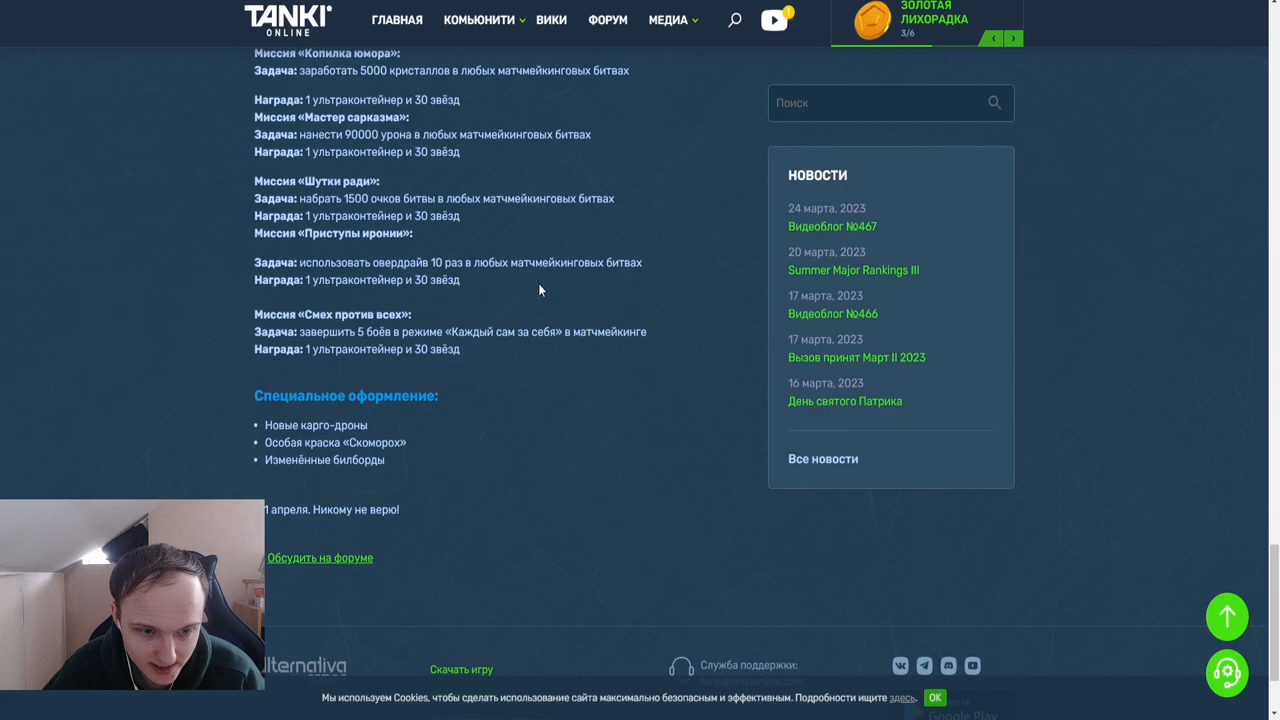 TANKI
ONLINE
ГЛАВНАЯ
КОМЬЮНИТИ
ВИКИ
ФОРУМ
МЕДИА
1
ЗОЛОТАЯ
ЛИХОРАДКА
3/6
Миссия «Копилка юмора»:
Задача: заработать 5000 кристаллов в любых матчмейкинговых битвах
Награда: 1 ультраконтейнер и 30 звёзд
Миссия «Мастер сарказма»:
Задача: нанести 90000 урона в любых матчмейкинговых битвах
Награда: 1 ультраконтейнер и 30 звёзд
Миссия «Шутки ради»:
Задача: набрать 1500 очков битвы в любых матчмейкинговых битвах
Награда: 1 ультраконтейнер и 30 звёзд
Миссия «Приступы иронии»:
Задача: использовать овердрайв 10 раз в любых матчмейкинговых битвах
Награда: 1 ультраконтейнер и 30 звёзд
Миссия «Смех против всех»:
Задача: завершить 5 боёв в режиме «Каждый сам за себя» в матчмейкинге
Награда: 1 ультраконтейнер и 30 звёзд
Специальное оформление:
• Новые карго-дроны
• Особая краска «Скоморох»
• Изменённые билборды
1 апреля. Никому не верю!
Обсудить на форуме
Поиск
НОВОСТИ
24 марта, 2023
Видеоблог №467
20 марта, 2023
Summer Major Rankings III
17 марта, 2023
Видеоблог №466
17 марта, 2023
Вызов принят Март II 2023
16 марта, 2023
День святого Патрика
Все новости
alternativa
Скачать игру
Служба поддержки:
help@tankionline.com
Мы используем Cookies, чтобы сделать использование сайта максимально безопасным и эффективным. Подробности ищите здесь.
OK
Google Play